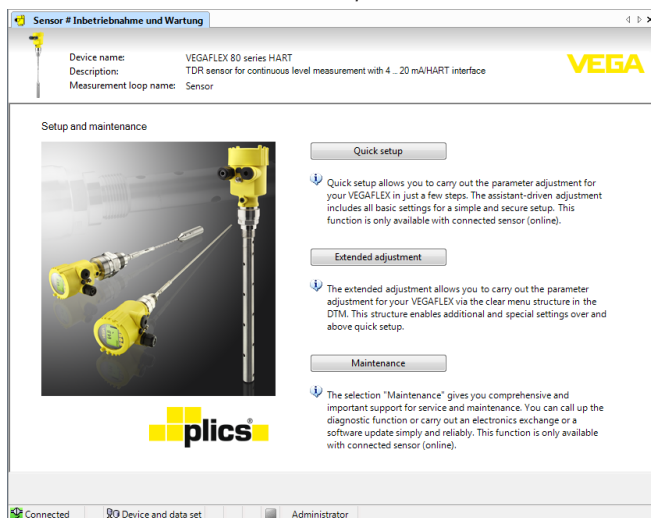 Sensor # Inbetriebnahme und Wartung
Device name: VEGAFLEX 80 series HART
Description: TDR sensor for continuous level measurement with 4 .. 20 mA/HART interface
Measurement loop name: Sensor
VEGA
Setup and maintenance
Quick setup
Quick setup allows you to carry out the parameter adjustment for
your VEGAFLEX in just a few steps. The assistant-driven adjustment
includes all basic settings for a simple and secure setup. This
function is only available with connected sensor (online).
Extended adjustment
The extended adjustment allows you to carry out the parameter
adjustment for your VEGAFLEX via the clear menu structure in the
DTM. This structure enables additional and special settings over and
above quick setup.
Maintenance
The selection "Maintenance" gives you comprehensive and
important support for service and maintenance. You can call up the
diagnostic function or carry out an electronics exchange or a
software update simply and reliably. This function is only available
with connected sensor (online).
plics®
Connected Device and data set Administrator